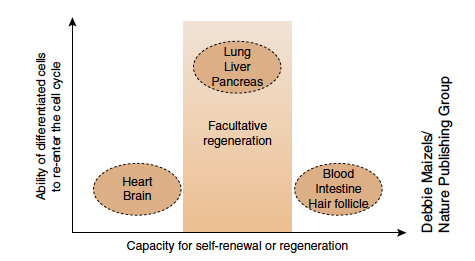 Ability of differentiated cells
to re-enter the cell cycle
Lung
Liver
Pancreas
Facultative
regeneration
Heart
Brain
Blood
Intestine
Hair follicle
Capacity for self-renewal or regeneration
Debbie Maizels/
Nature Publishing Group